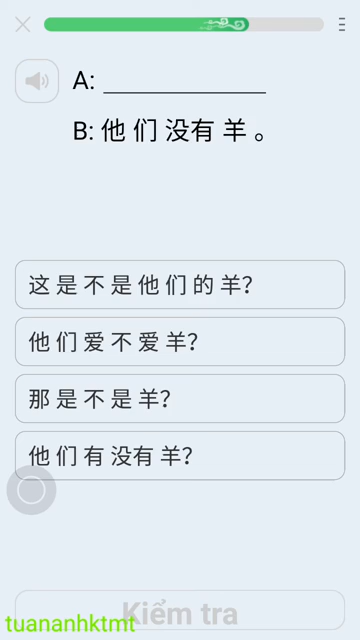 A: ____________
B: 他们没有羊。
这是不是他们的羊?
他们爱不爱羊?
那是不是羊?
他们有没有羊?
Kiểm tra
tuananhktmt